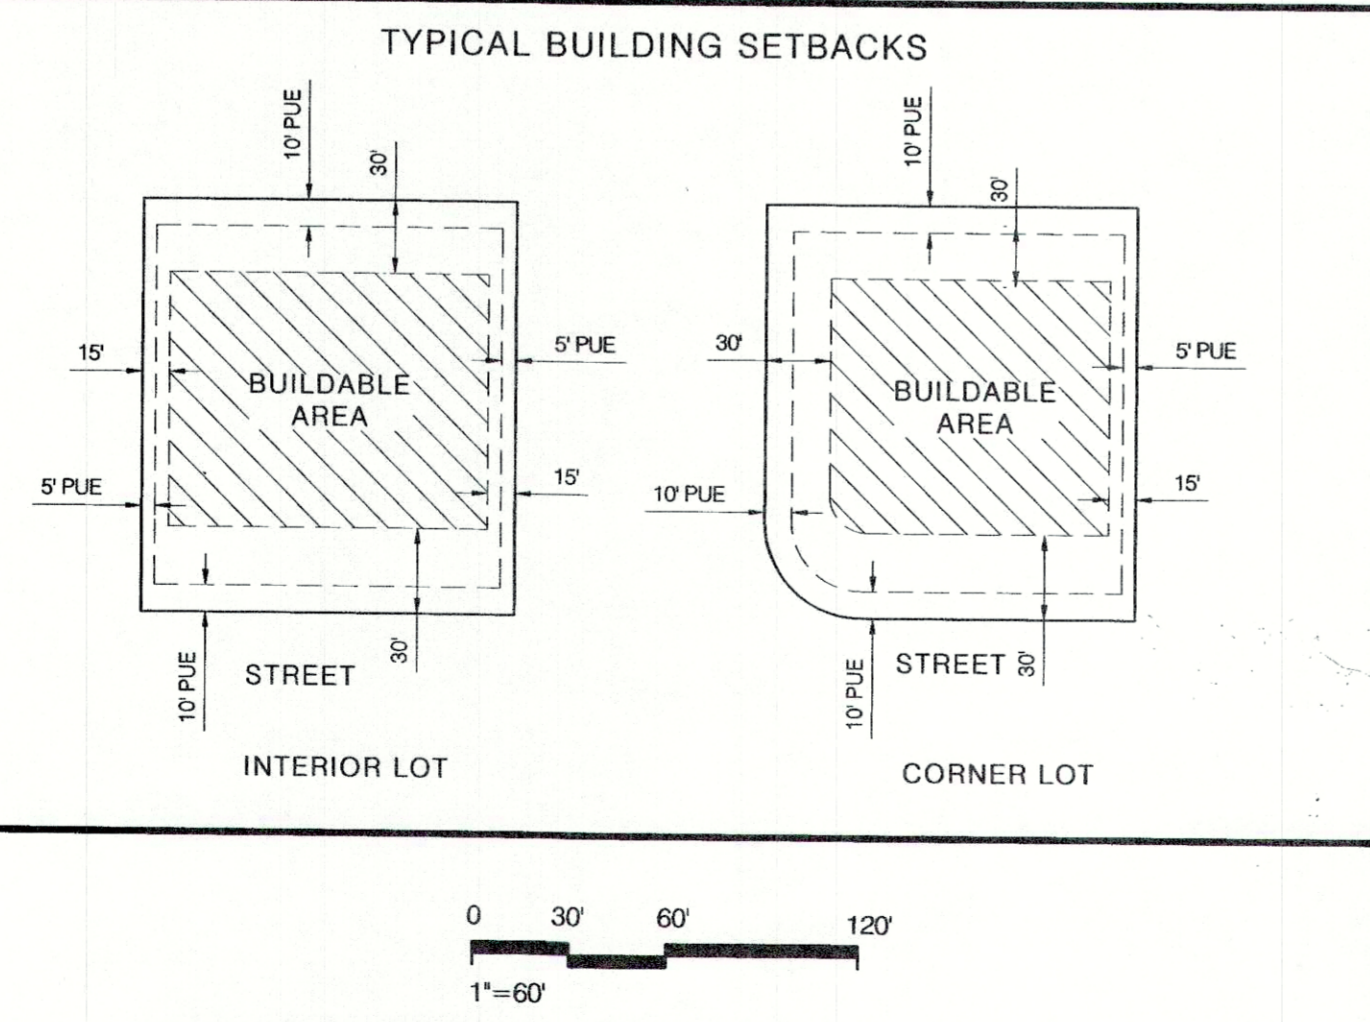 TYPICAL BUILDING SETBACKS
10' PUE
30'
15'
5' PUE
BUILDABLE
AREA
5' PUE
15'
10' PUE
30'
STREET
INTERIOR LOT
10' PUE
30'
30'
5' PUE
BUILDABLE
AREA
10' PUE
15'
10' PUE
STREET
30'
CORNER LOT
0 30' 60' 120'
1"=60'